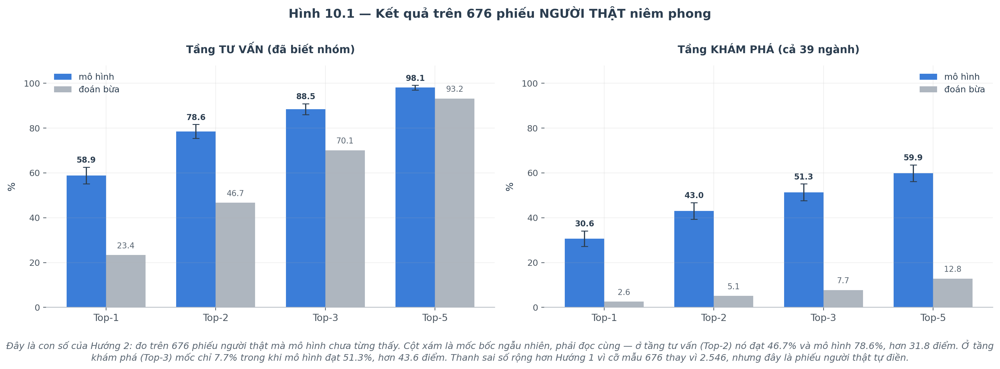 Hình 10.1 — Kết quả trên 676 phiếu NGƯỜI THẬT niêm phong
Tầng TƯ VẤN (đã biết nhóm)
mô hình
đoán bừa
%
100
80
60
40
20
0
58.9
23.4
78.6
46.7
88.5
70.1
98.1
93.2
Top-1
Top-2
Top-3
Top-5
Tầng KHÁM PHÁ (cả 39 ngành)
mô hình
đoán bừa
%
100
80
60
40
20
0
30.6
2.6
43.0
5.1
51.3
7.7
59.9
12.8
Top-1
Top-2
Top-3
Top-5
Đây là con số của Hướng 2: đo trên 676 phiếu người thật mà mô hình chưa từng thấy. Cột xám là mốc bốc ngẫu nhiên, phải đọc cùng — ở tầng tư vấn (Top-2) nó đạt 46.7% và mô hình 78.6%, hơn 31.8 điểm. Ở tầng
khám phá (Top-3) mốc chỉ 7.7% trong khi mô hình đạt 51.3%, hơn 43.6 điểm. Thanh sai số rộng hơn Hướng 1 vì cỡ mẫu 676 thay vì 2.546, nhưng đây là phiếu người thật tự điền.